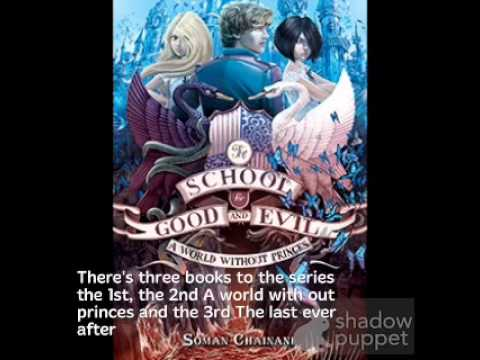 The
SCHOOL
for
GOOD AND EVIL
A WORLD WITHOUT PRINCES
There's three books to the series
the 1st, the 2nd A world with out
princes and the 3rd The last ever
after
SOMAN CHAINANI
shadow
puppet